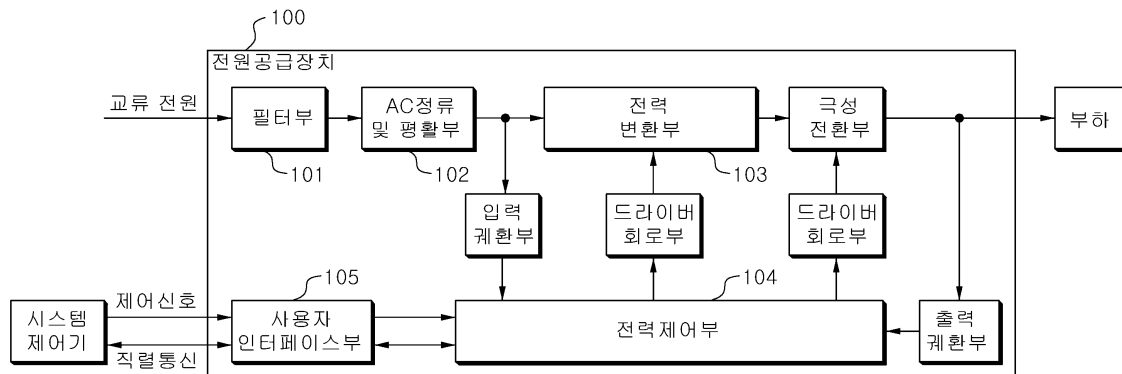 100
전원공급장치
교류 전원
필터부
101
AC정류
및 평활부
102
전력
변환부
103
극성
전환부
부하
입력
궤환부
드라이버
회로부
드라이버
회로부
시스템
제어기
제어신호
직렬통신
105
사용자
인터페이스부
104
전력제어부
출력
궤환부